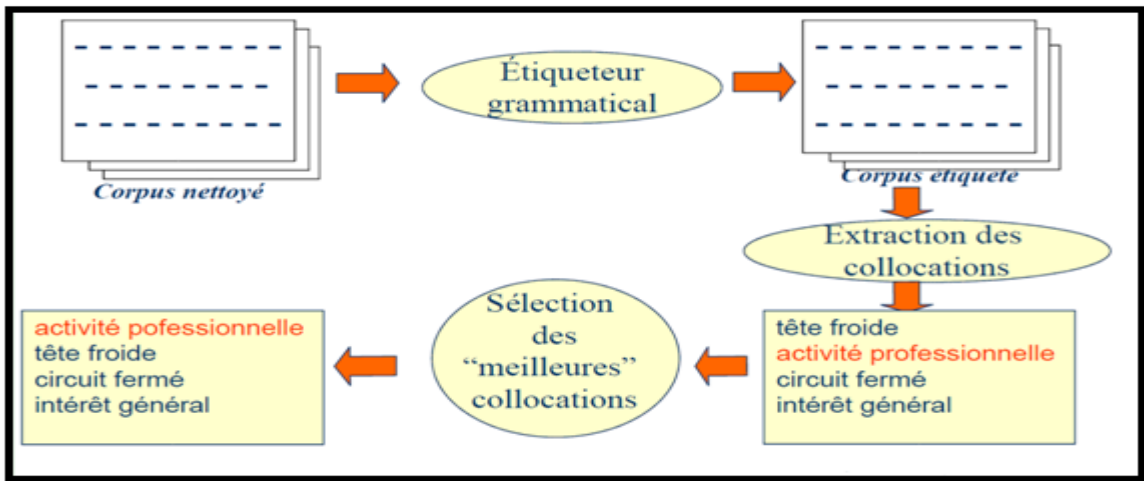 Étiqueteur
grammatical
Corpus nettoyé
Corpus étiqueté
Extraction des
collocations
tête froide
activité professionnelle
circuit fermé
intérêt général
Sélection
des
“meilleures”
collocations
activité pofessionnelle
tête froide
circuit fermé
intérêt général